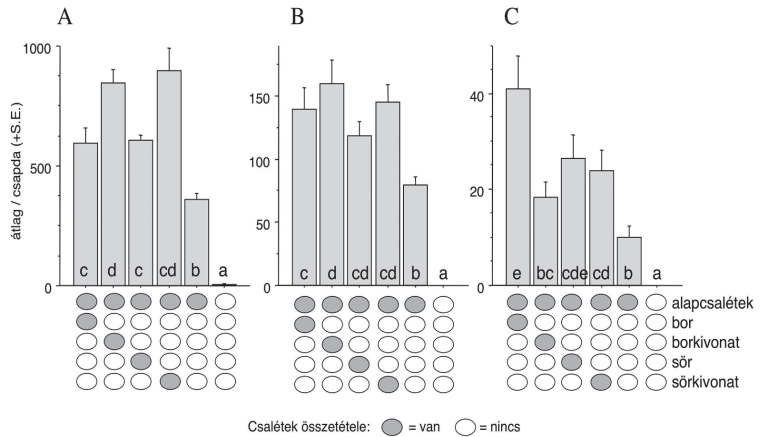 A
B
C
átlag / csapda (+S.E.)
1000
500
0
c d c cd b a
150
100
50
0
c d cd cd b a
40
20
0
e bc cde cd b a
alapcsalétek
bor
borkivonat
sör
sörkivonat
Csalétek összetétele: = van = nincs